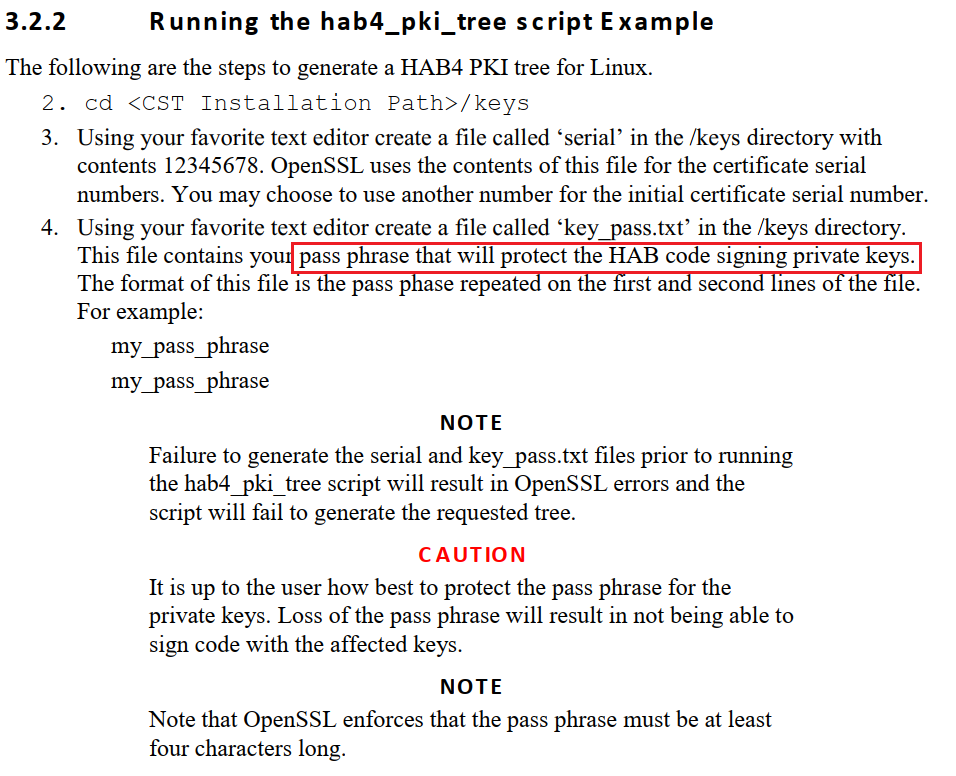 3.2.2 Running the hab4_pki_tree script Example
The following are the steps to generate a HAB4 PKI tree for Linux.
2. cd <CST Installation Path>/keys
3. Using your favorite text editor create a file called ‘serial’ in the /keys directory with
contents 12345678. OpenSSL uses the contents of this file for the certificate serial
numbers. You may choose to use another number for the initial certificate serial number.
4. Using your favorite text editor create a file called ‘key_pass.txt’ in the /keys directory.
This file contains your pass phrase that will protect the HAB code signing private keys.
The format of this file is the pass phase repeated on the first and second lines of the file.
For example:
my_pass_phrase
my_pass_phrase
NOTE
Failure to generate the serial and key_pass.txt files prior to running
the hab4_pki_tree script will result in OpenSSL errors and the
script will fail to generate the requested tree.
CAUTION
It is up to the user how best to protect the pass phrase for the
private keys. Loss of the pass phrase will result in not being able to
sign code with the affected keys.
NOTE
Note that OpenSSL enforces that the pass phrase must be at least
four characters long.